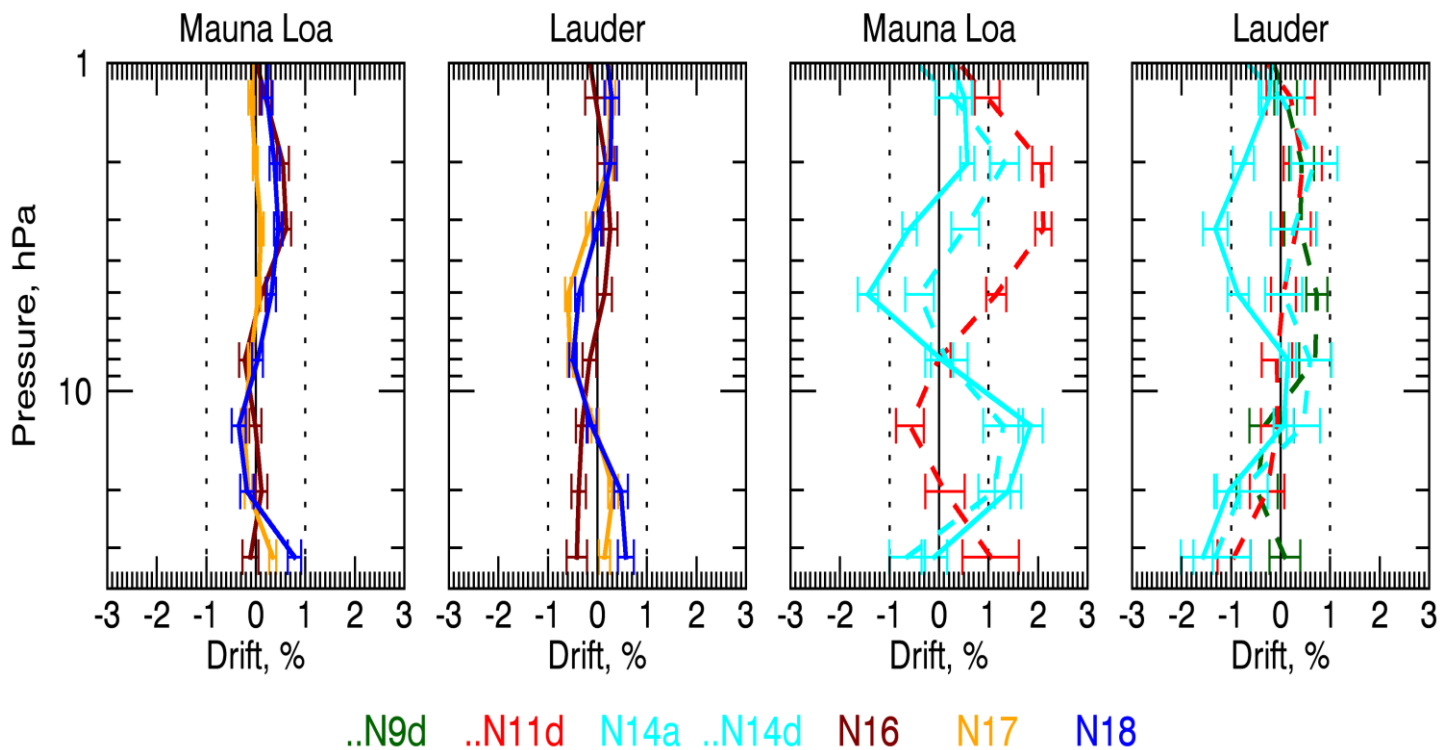 Mauna Loa Lauder Mauna Loa Lauder
1
Pressure, hPa
10
-3 -2 -1 0 1 2 3 -3 -2 -1 0 1 2 3 -3 -2 -1 0 1 2 3 -3 -2 -1 0 1 2 3
Drift, % Drift, % Drift, % Drift, %
..N9d ..N11d N14a ..N14d N16 N17 N18